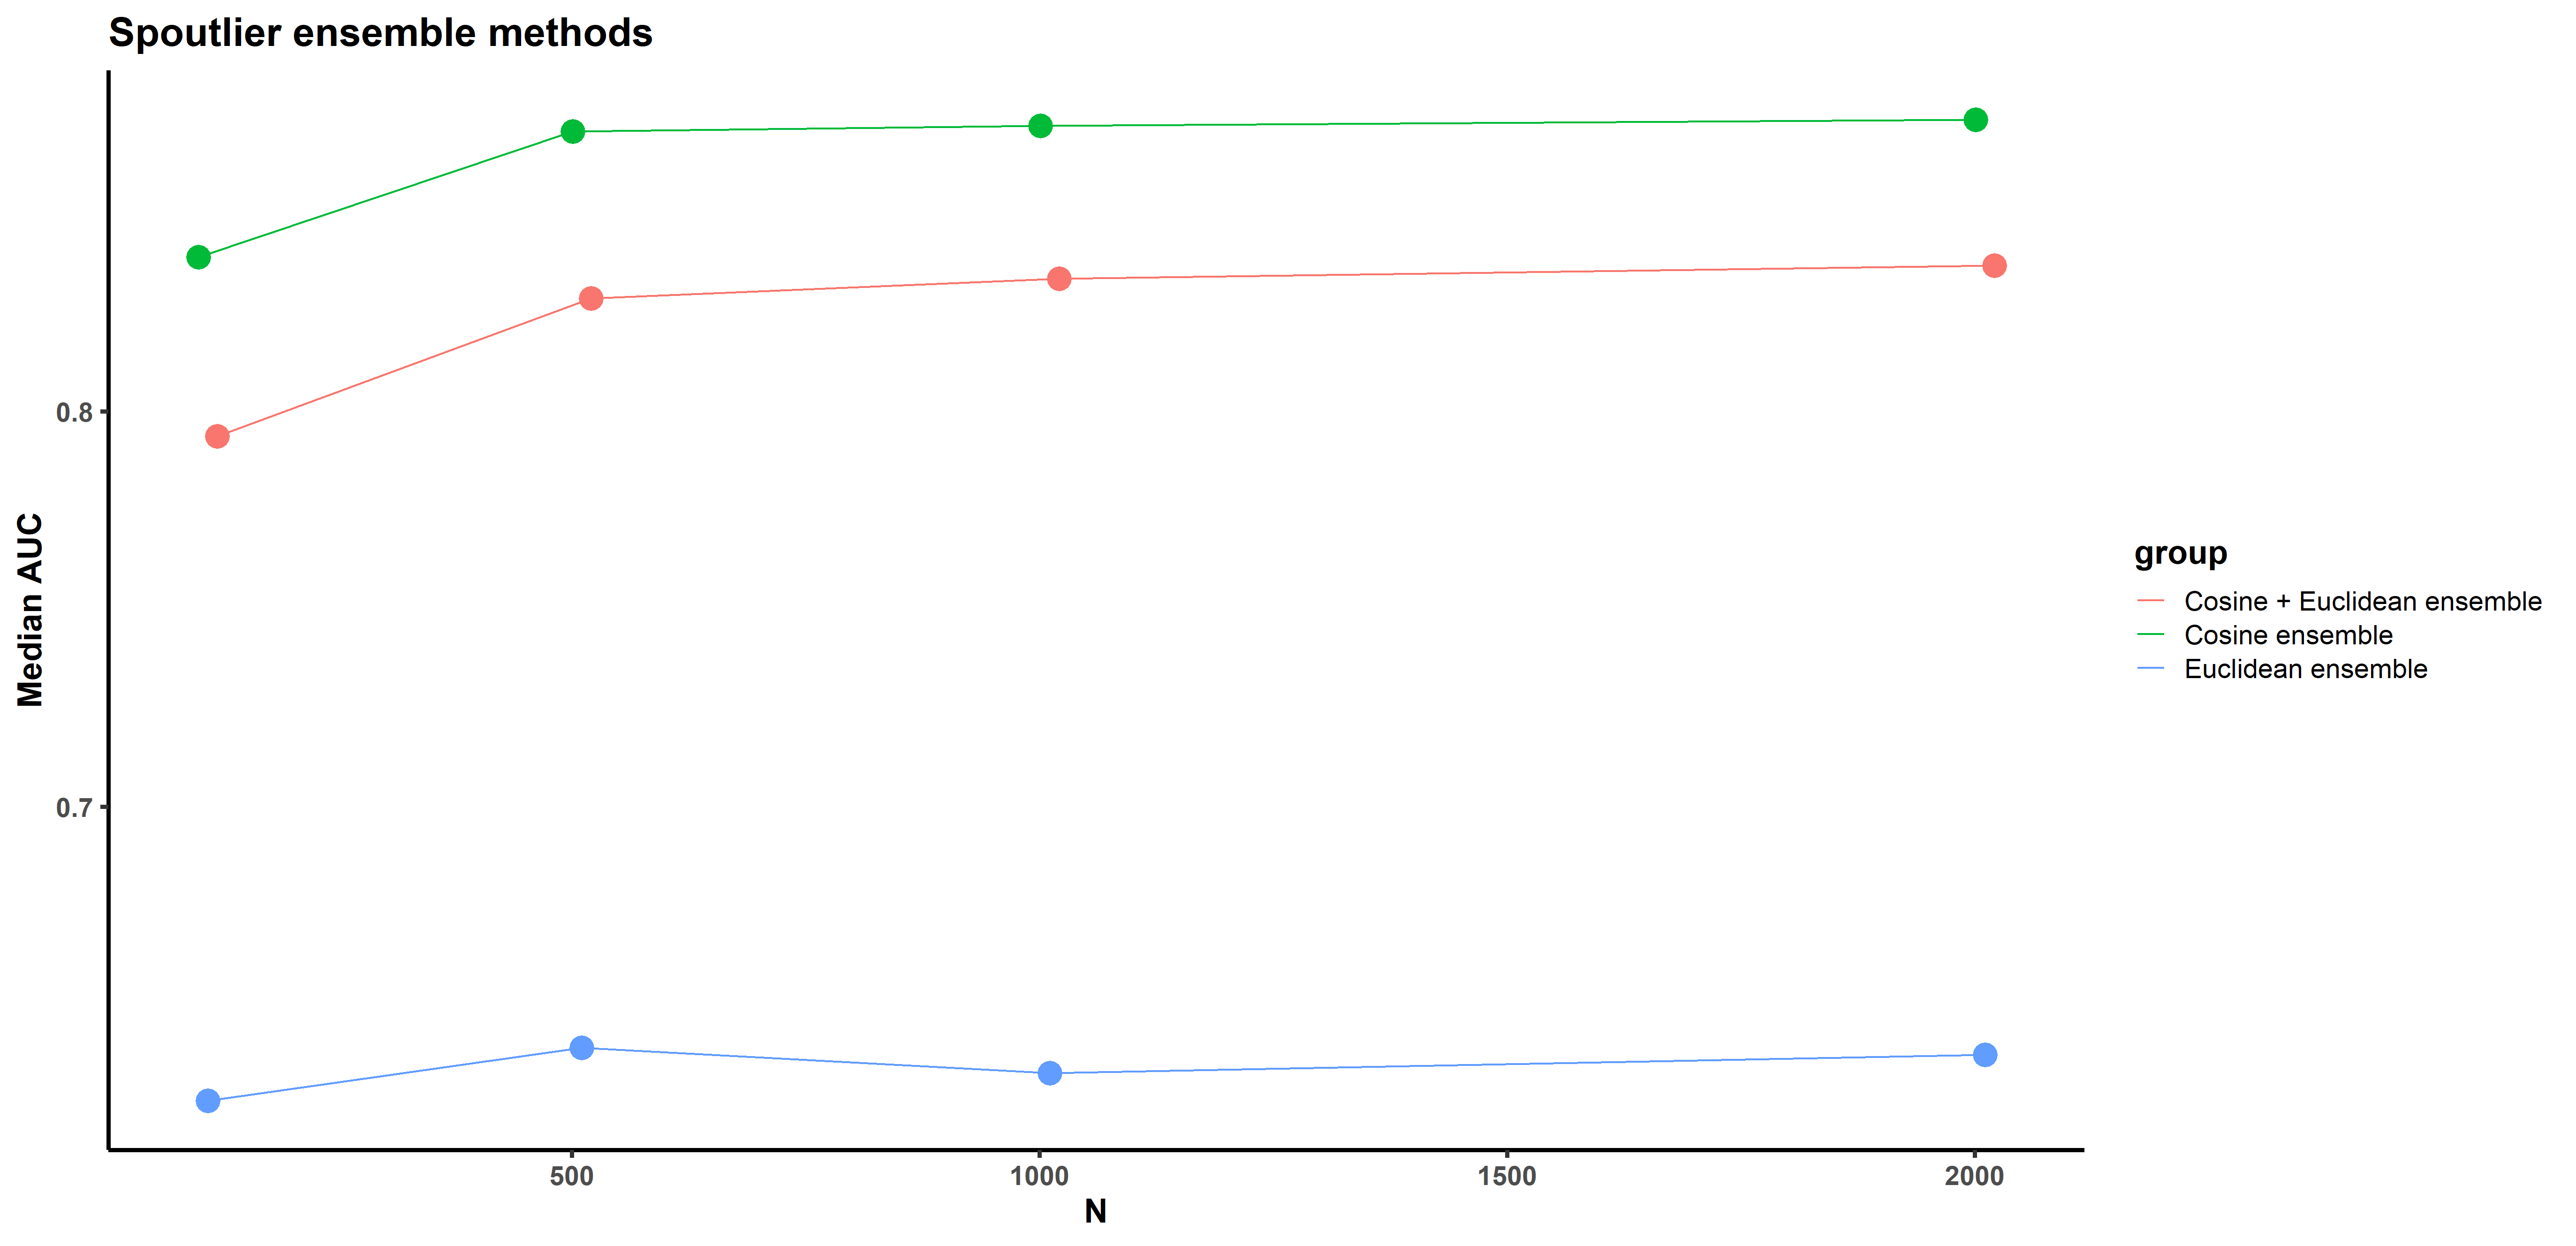 Spoutlier ensemble methods
0.8
0.7
Median AUC
500 1000 1500 2000
N
group
Cosine + Euclidean ensemble
Cosine ensemble
Euclidean ensemble